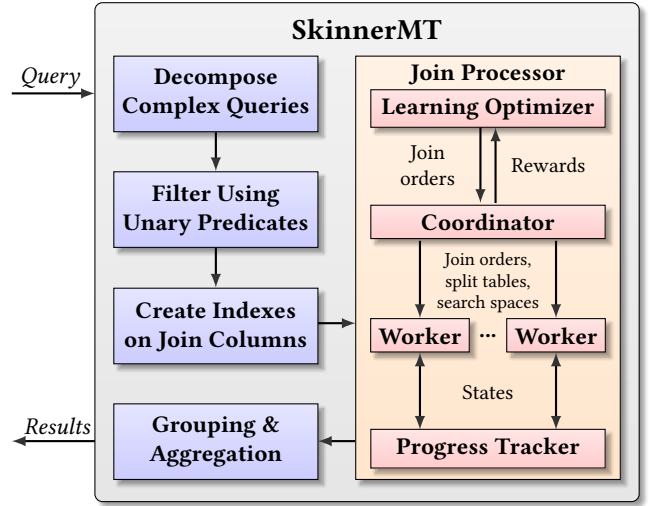 SkinnerMT
Query
Decompose
Complex Queries
Filter Using
Unary Predicates
Create Indexes
on Join Columns
Join Processor
Learning Optimizer
Join
orders
Rewards
Coordinator
Join orders,
split tables,
search spaces
Worker ... Worker
States
Progress Tracker
Grouping &
Aggregation
Results